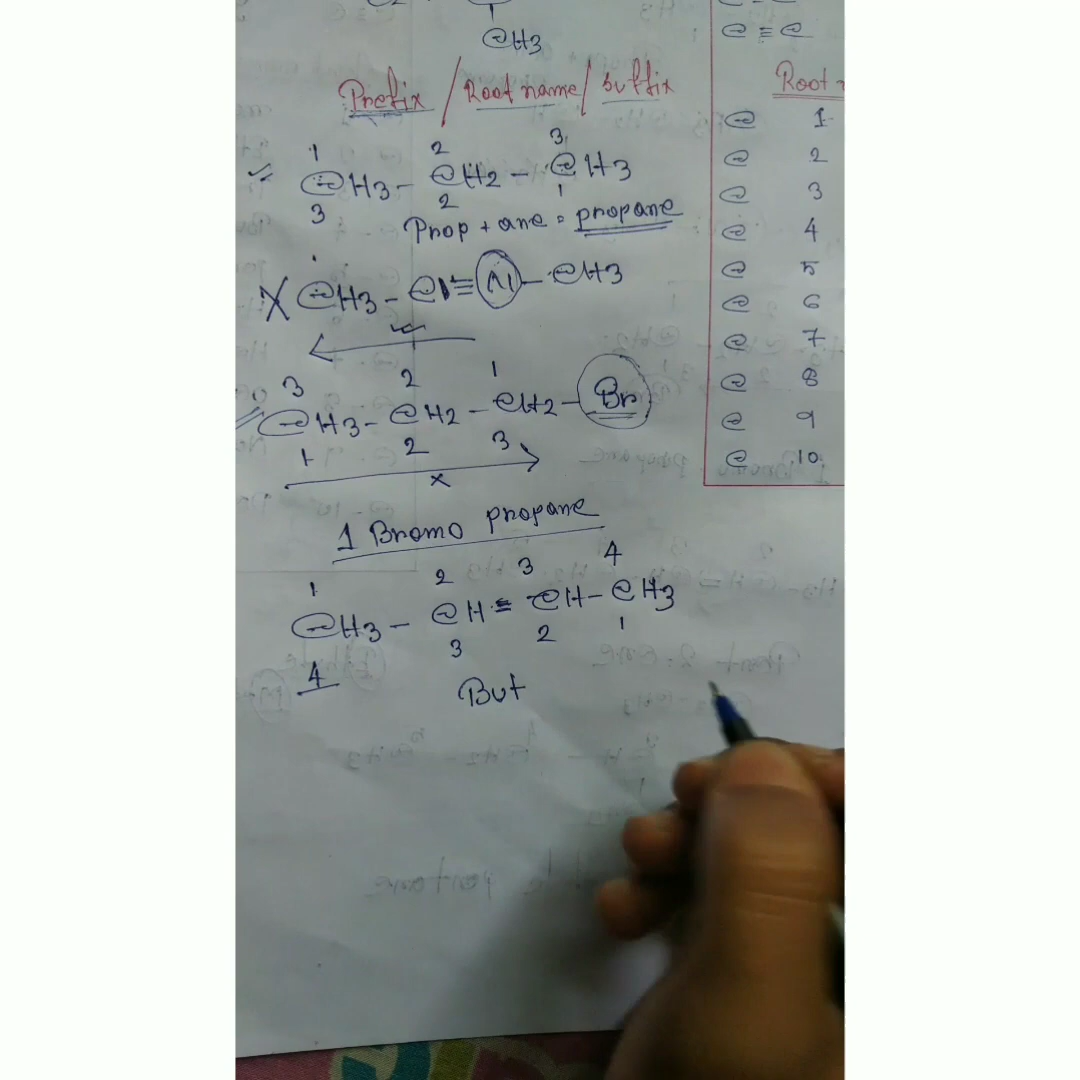 CH3
Prefix / Root name / Suffix
1 2 3
CH3 - CH2 - CH3
3 2 1
Prop + ane = propane
X CH3 - C ≡ N - CH3
3 2 1
CH3 - CH2 - CH2 - Br
1 2 3
x
1 Bromo propane
1 2 3 4
CH3 - CH = CH - CH3
4 3 2 1
But
C ≡ C
Root
C 1
C 2
C 3
C 4
C 5
C 6
C 7
C 8
C 9
C 10